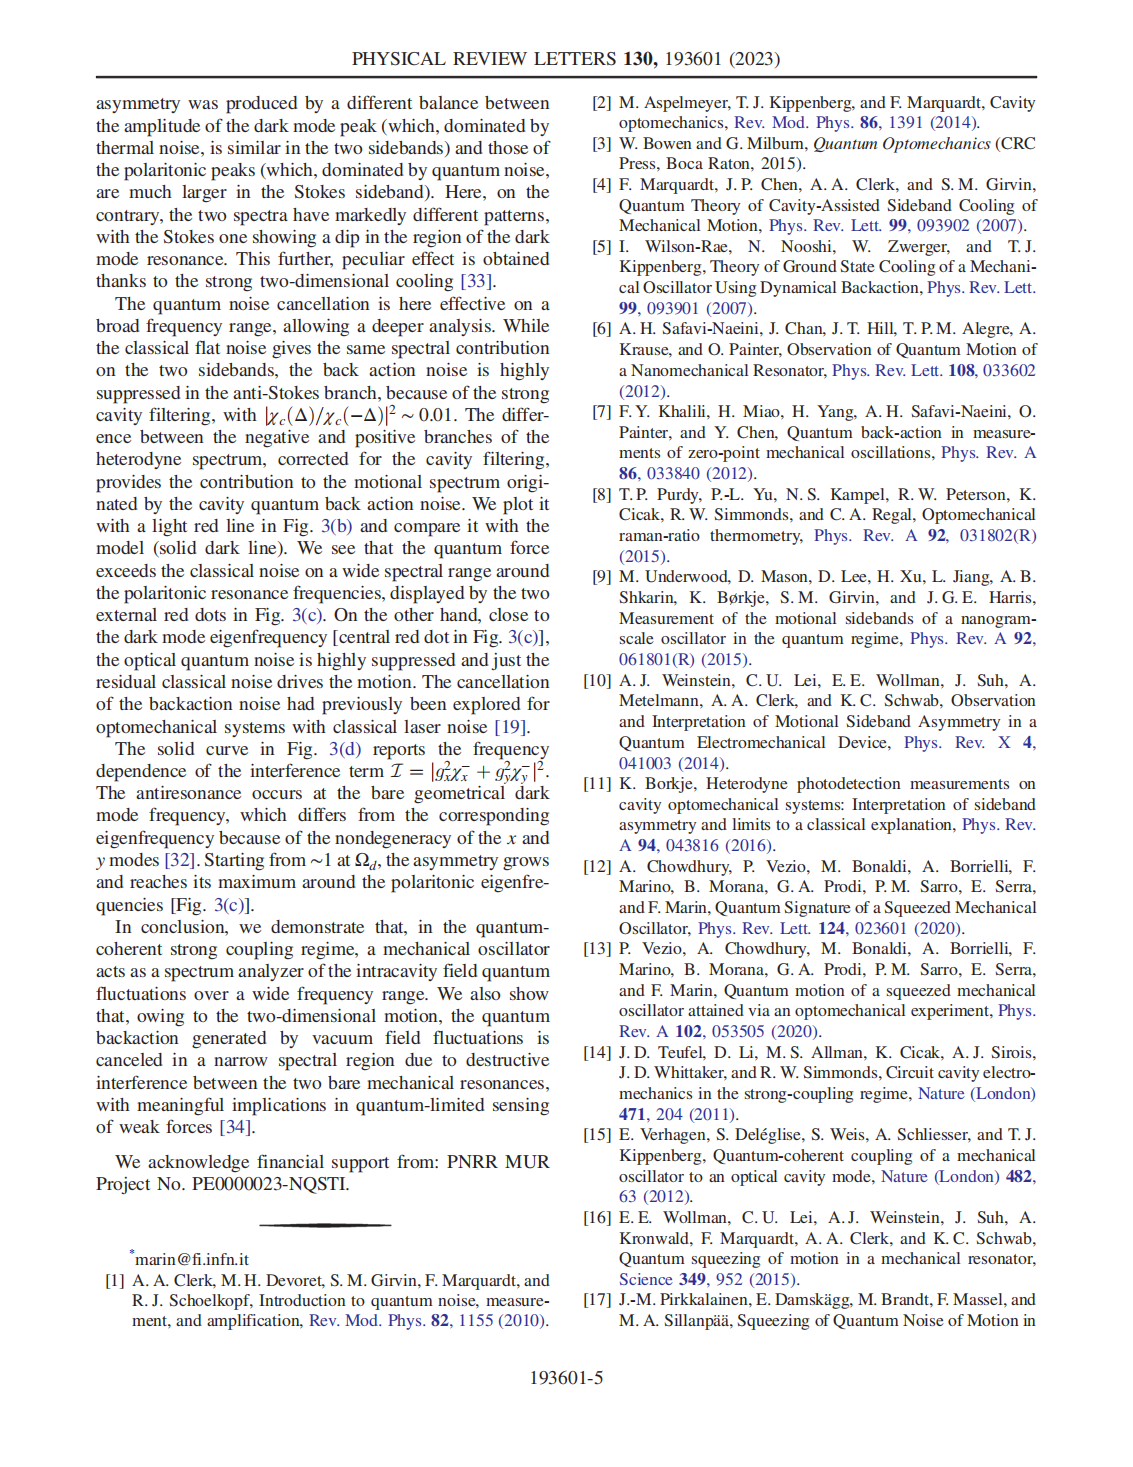 PHYSICAL REVIEW LETTERS 130, 193601 (2023)
asymmetry was produced by a different balance between
the amplitude of the dark mode peak (which, dominated by
thermal noise, is similar in the two sidebands) and those of
the polaritonic peaks (which, dominated by quantum noise,
are much larger in the Stokes sideband). Here, on the
contrary, the two spectra have markedly different patterns,
with the Stokes one showing a dip in the region of the dark
mode resonance. This further, peculiar effect is obtained
thanks to the strong two-dimensional cooling [33].
The quantum noise cancellation is here effective on a
broad frequency range, allowing a deeper analysis. While
the classical flat noise gives the same spectral contribution
on the two sidebands, the back action noise is highly
suppressed in the anti-Stokes branch, because of the strong
cavity filtering, with |χc(Δ)/χc(−Δ)|² ∼ 0.01. The differ-
ence between the negative and positive branches of the
heterodyne spectrum, corrected for the cavity filtering,
provides the contribution to the motional spectrum origi-
nated by the cavity quantum back action noise. We plot it
with a light red line in Fig. 3(b) and compare it with the
model (solid dark line). We see that the quantum force
exceeds the classical noise on a wide spectral range around
the polaritonic resonance frequencies, displayed by the two
external red dots in Fig. 3(c). On the other hand, close to
the dark mode eigenfrequency [central red dot in Fig. 3(c)],
the optical quantum noise is highly suppressed and just the
residual classical noise drives the motion. The cancellation
of the backaction noise had previously been explored for
optomechanical systems with classical laser noise [19].
The solid curve in Fig. 3(d) reports the frequency
dependence of the interference term ℐ = |g²ₓχ⁻ₓ + g²_yχ⁻_y|².
The antiresonance occurs at the bare geometrical dark
mode frequency, which differs from the corresponding
eigenfrequency because of the nondegeneracy of the x and
y modes [32]. Starting from ∼1 at Ω_d, the asymmetry grows
and reaches its maximum around the polaritonic eigenfre-
quencies [Fig. 3(c)].
In conclusion, we demonstrate that, in the quantum-
coherent strong coupling regime, a mechanical oscillator
acts as a spectrum analyzer of the intracavity field quantum
fluctuations over a wide frequency range. We also show
that, owing to the two-dimensional motion, the quantum
backaction generated by vacuum field fluctuations is
canceled in a narrow spectral region due to destructive
interference between the two bare mechanical resonances,
with meaningful implications in quantum-limited sensing
of weak forces [34].
We acknowledge financial support from: PNRR MUR
Project No. PE0000023-NQSTI.
*marin@fi.infn.it
[1] A. A. Clerk, M. H. Devoret, S. M. Girvin, F. Marquardt, and
R. J. Schoelkopf, Introduction to quantum noise, measure-
ment, and amplification, Rev. Mod. Phys. 82, 1155 (2010).
[2] M. Aspelmeyer, T. J. Kippenberg, and F. Marquardt, Cavity
optomechanics, Rev. Mod. Phys. 86, 1391 (2014).
[3] W. Bowen and G. Milburn, Quantum Optomechanics (CRC
Press, Boca Raton, 2015).
[4] F. Marquardt, J. P. Chen, A. A. Clerk, and S. M. Girvin,
Quantum Theory of Cavity-Assisted Sideband Cooling of
Mechanical Motion, Phys. Rev. Lett. 99, 093902 (2007).
[5] I. Wilson-Rae, N. Nooshi, W. Zwerger, and T. J.
Kippenberg, Theory of Ground State Cooling of a Mechani-
cal Oscillator Using Dynamical Backaction, Phys. Rev. Lett.
99, 093901 (2007).
[6] A. H. Safavi-Naeini, J. Chan, J. T. Hill, T. P. M. Alegre, A.
Krause, and O. Painter, Observation of Quantum Motion of
a Nanomechanical Resonator, Phys. Rev. Lett. 108, 033602
(2012).
[7] F. Y. Khalili, H. Miao, H. Yang, A. H. Safavi-Naeini, O.
Painter, and Y. Chen, Quantum back-action in measure-
ments of zero-point mechanical oscillations, Phys. Rev. A
86, 033840 (2012).
[8] T. P. Purdy, P.-L. Yu, N. S. Kampel, R. W. Peterson, K.
Cicak, R. W. Simmonds, and C. A. Regal, Optomechanical
raman-ratio thermometry, Phys. Rev. A 92, 031802(R)
(2015).
[9] M. Underwood, D. Mason, D. Lee, H. Xu, L. Jiang, A. B.
Shkarin, K. Børkje, S. M. Girvin, and J. G. E. Harris,
Measurement of the motional sidebands of a nanogram-
scale oscillator in the quantum regime, Phys. Rev. A 92,
061801(R) (2015).
[10] A. J. Weinstein, C. U. Lei, E. E. Wollman, J. Suh, A.
Metelmann, A. A. Clerk, and K. C. Schwab, Observation
and Interpretation of Motional Sideband Asymmetry in a
Quantum Electromechanical Device, Phys. Rev. X 4,
041003 (2014).
[11] K. Borkje, Heterodyne photodetection measurements on
cavity optomechanical systems: Interpretation of sideband
asymmetry and limits to a classical explanation, Phys. Rev.
A 94, 043816 (2016).
[12] A. Chowdhury, P. Vezio, M. Bonaldi, A. Borrielli, F.
Marino, B. Morana, G. A. Prodi, P. M. Sarro, E. Serra,
and F. Marin, Quantum Signature of a Squeezed Mechanical
Oscillator, Phys. Rev. Lett. 124, 023601 (2020).
[13] P. Vezio, A. Chowdhury, M. Bonaldi, A. Borrielli, F.
Marino, B. Morana, G. A. Prodi, P. M. Sarro, E. Serra,
and F. Marin, Quantum motion of a squeezed mechanical
oscillator attained via an optomechanical experiment, Phys.
Rev. A 102, 053505 (2020).
[14] J. D. Teufel, D. Li, M. S. Allman, K. Cicak, A. J. Sirois,
J. D. Whittaker, and R. W. Simmonds, Circuit cavity electro-
mechanics in the strong-coupling regime, Nature (London)
471, 204 (2011).
[15] E. Verhagen, S. Deléglise, S. Weis, A. Schliesser, and T. J.
Kippenberg, Quantum-coherent coupling of a mechanical
oscillator to an optical cavity mode, Nature (London) 482,
63 (2012).
[16] E. E. Wollman, C. U. Lei, A. J. Weinstein, J. Suh, A.
Kronwald, F. Marquardt, A. A. Clerk, and K. C. Schwab,
Quantum squeezing of motion in a mechanical resonator,
Science 349, 952 (2015).
[17] J.-M. Pirkkalainen, E. Damskägg, M. Brandt, F. Massel, and
M. A. Sillanpää, Squeezing of Quantum Noise of Motion in
193601-5